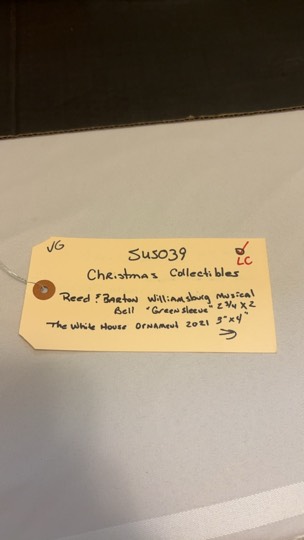 VG
SUS039
LC
Christmas Collectibles
Reed & Barton Williamsburg Musical
Bell "Greensleeve" 2 3/4 x 2
The White House Ornament 2021 3" x 4"
→